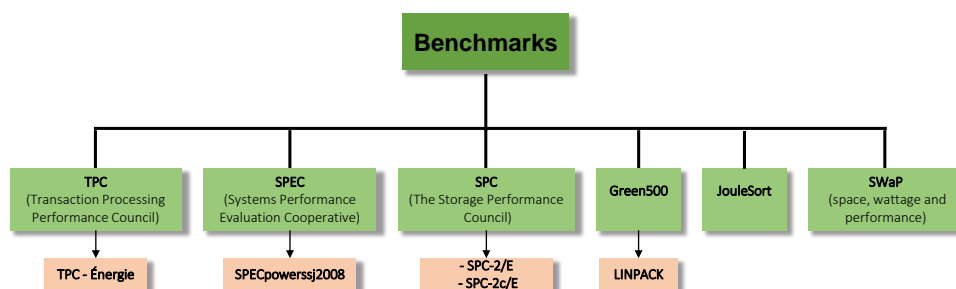 Benchmarks
TPC
(Transaction Processing
Performance Council)
SPEC
(Systems Performance
Evaluation Cooperative)
SPC
(The Storage Performance
Council)
Green500
JouleSort
SWaP
(space, wattage and
performance)
TPC - Énergie
SPECpowerssj2008
- SPC-2/E
- SPC-2c/E
LINPACK